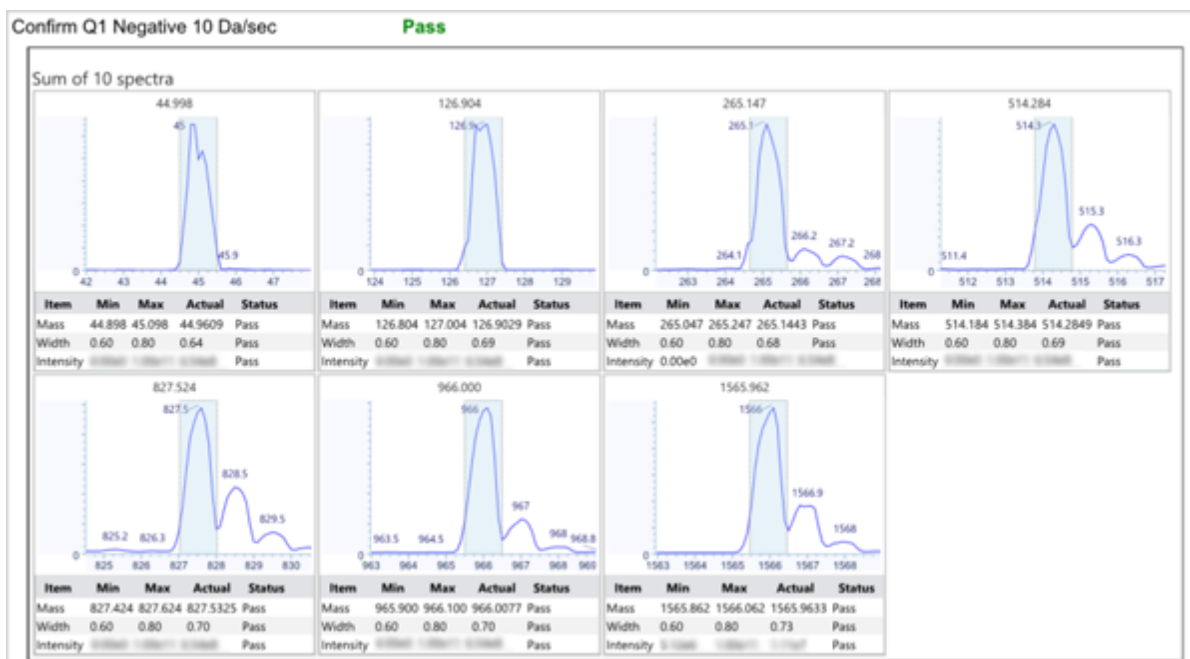 Confirm Q1 Negative 10 Da/sec Pass
Sum of 10 spectra
44.998
45
45.9
0
42 43 44 45 46 47
Item Min Max Actual Status
Mass 44.898 45.098 44.9609 Pass
Width 0.60 0.80 0.64 Pass
Intensity Pass
126.904
126.9
0
124 125 126 127 128 129
Item Min Max Actual Status
Mass 126.804 127.004 126.9029 Pass
Width 0.60 0.80 0.69 Pass
Intensity Pass
265.147
265.1
264.1 266.2 267.2 268
0
263 264 265 266 267 268
Item Min Max Actual Status
Mass 265.047 265.247 265.1443 Pass
Width 0.60 0.80 0.68 Pass
Intensity 0.00e0 Pass
514.284
514.3
515.3
516.3
511.4
0
512 513 514 515 516 517
Item Min Max Actual Status
Mass 514.184 514.384 514.2849 Pass
Width 0.60 0.80 0.69 Pass
Intensity Pass
827.524
827.5
828.5
829.5
825.2 826.3
0
825 826 827 828 829 830
Item Min Max Actual Status
Mass 827.424 827.624 827.5325 Pass
Width 0.60 0.80 0.70 Pass
Intensity Pass
966.000
966
967
963.5 964.5 968 968.8
0
963 964 965 966 967 968 969
Item Min Max Actual Status
Mass 965.900 966.100 966.0077 Pass
Width 0.60 0.80 0.70 Pass
Intensity Pass
1565.962
1566
1566.9
1568
0
1563 1564 1565 1566 1567 1568
Item Min Max Actual Status
Mass 1565.862 1566.062 1565.9633 Pass
Width 0.60 0.80 0.73 Pass
Intensity Pass